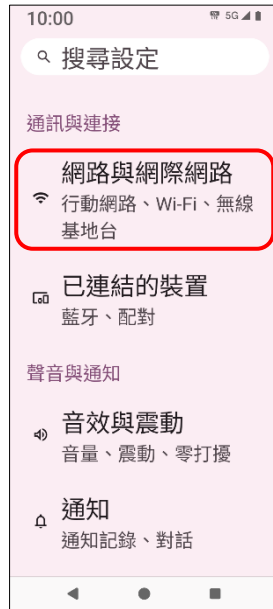 10:00 5G
搜尋設定
通訊與連接
網路與網際網路
行動網路、Wi-Fi、無線
基地台
已連結的裝置
藍牙、配對
聲音與通知
音效與震動
音量、震動、零打擾
通知
通知記錄、對話